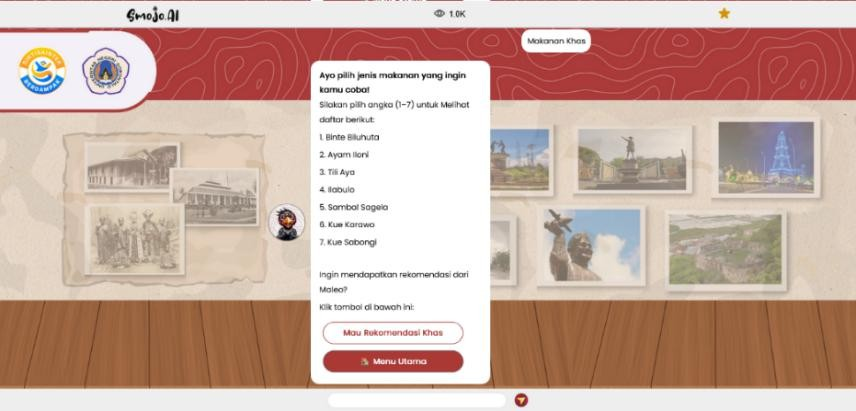 Smojo.AI
1.0K
Makanan Khas
Ayo pilih jenis makanan yang ingin
kamu coba!
Silakan pilih angka (1-7) untuk Melihat
daftar berikut:
1. Binte Biluhuta
2. Ayam Iloni
3. Tili Aya
4. Ilabulo
5. Sambal Sagela
6. Kue Karawo
7. Kue Sabongi
Ingin mendapatkan rekomendasi dari
Maleo?
Klik tombol di bawah ini:
Mau Rekomendasi Khas
Menu Utama